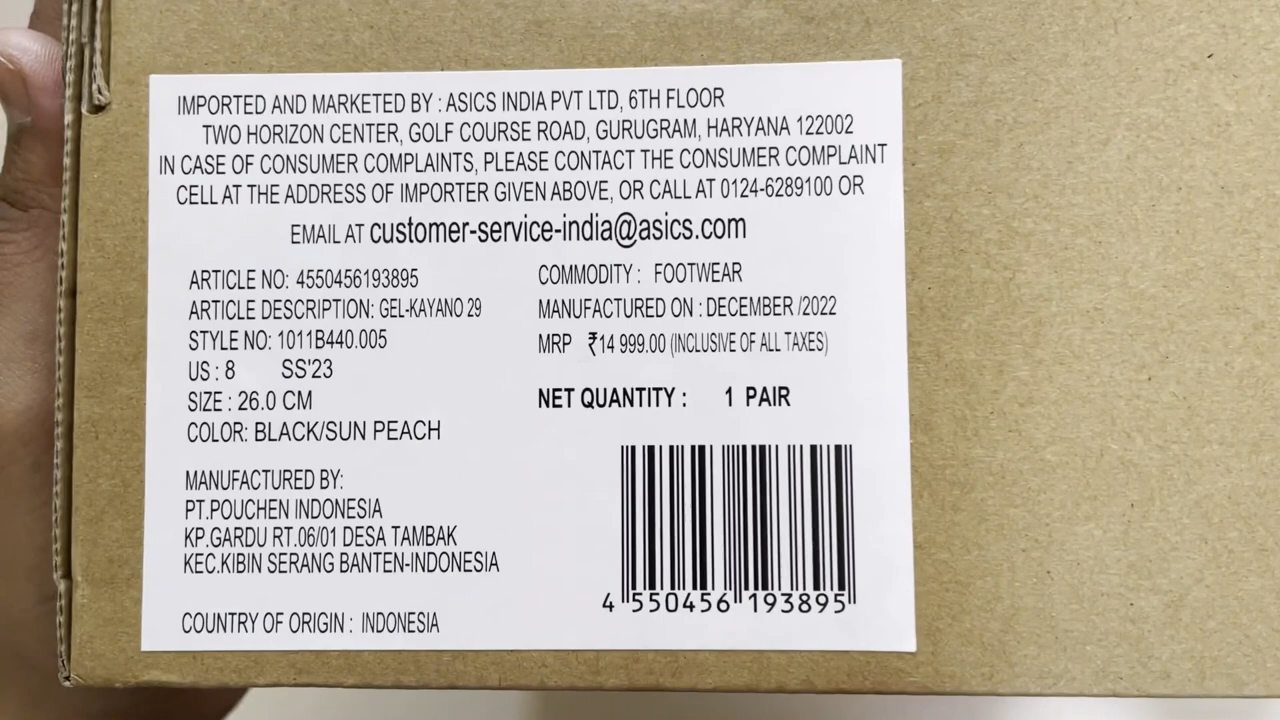 IMPORTED AND MARKETED BY : ASICS INDIA PVT LTD, 6TH FLOOR
TWO HORIZON CENTER, GOLF COURSE ROAD, GURUGRAM, HARYANA 122002
IN CASE OF CONSUMER COMPLAINTS, PLEASE CONTACT THE CONSUMER COMPLAINT
CELL AT THE ADDRESS OF IMPORTER GIVEN ABOVE, OR CALL AT 0124-6289100 OR
EMAIL AT customer-service-india@asics.com
ARTICLE NO: 4550456193895
ARTICLE DESCRIPTION: GEL-KAYANO 29
STYLE NO: 1011B440.005
US : 8 SS'23
SIZE : 26.0 CM
COLOR: BLACK/SUN PEACH
MANUFACTURED BY:
PT.POUCHEN INDONESIA
KP.GARDU RT.06/01 DESA TAMBAK
KEC.KIBIN SERANG BANTEN-INDONESIA
COUNTRY OF ORIGIN : INDONESIA
COMMODITY : FOOTWEAR
MANUFACTURED ON : DECEMBER /2022
MRP ₹14 999.00 (INCLUSIVE OF ALL TAXES)
NET QUANTITY : 1 PAIR
4 550456 193895